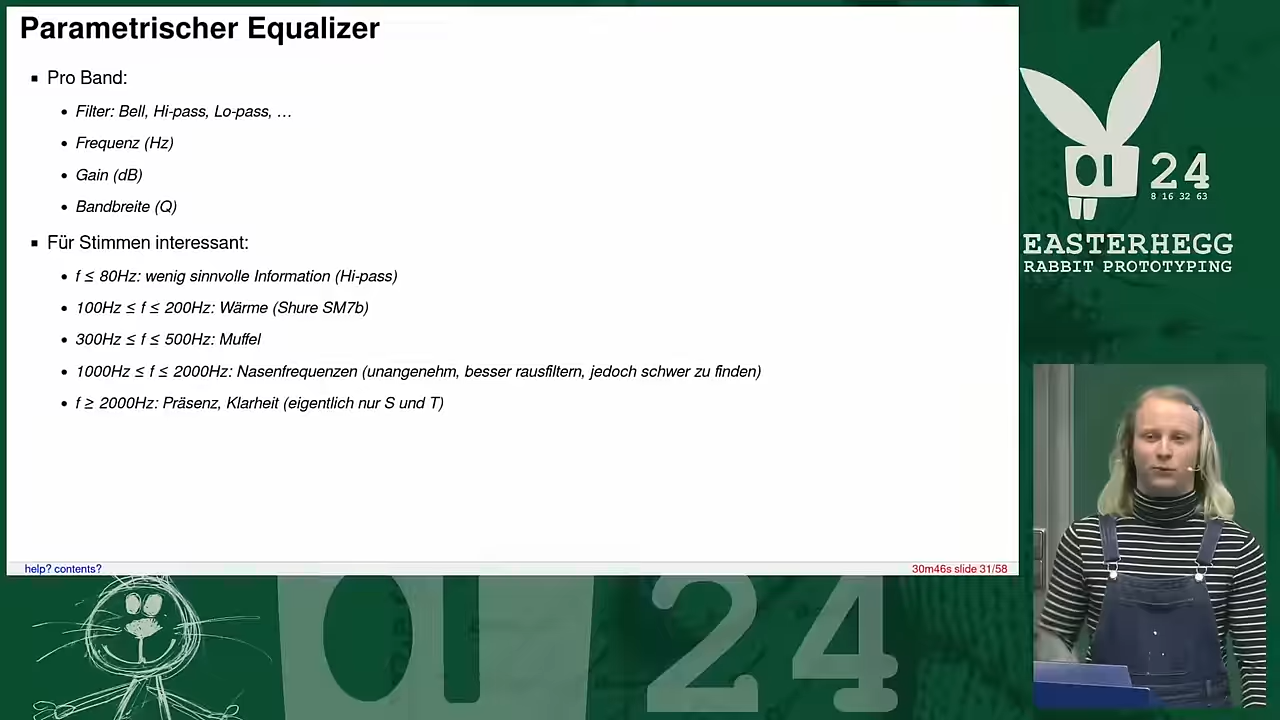 Parametrischer Equalizer
Pro Band:
Filter: Bell, Hi-pass, Lo-pass, …
Frequenz (Hz)
Gain (dB)
Bandbreite (Q)
Für Stimmen interessant:
f ≤ 80Hz: wenig sinnvolle Information (Hi-pass)
100Hz ≤ f ≤ 200Hz: Wärme (Shure SM7b)
300Hz ≤ f ≤ 500Hz: Muffel
1000Hz ≤ f ≤ 2000Hz: Nasenfrequenzen (unangenehm, besser rausfiltern, jedoch schwer zu finden)
f ≥ 2000Hz: Präsenz, Klarheit (eigentlich nur S und T)
help? contents?
30m46s slide 31/58
24
8 16 32 63
EASTERHEGG
RABBIT PROTOTYPING
24